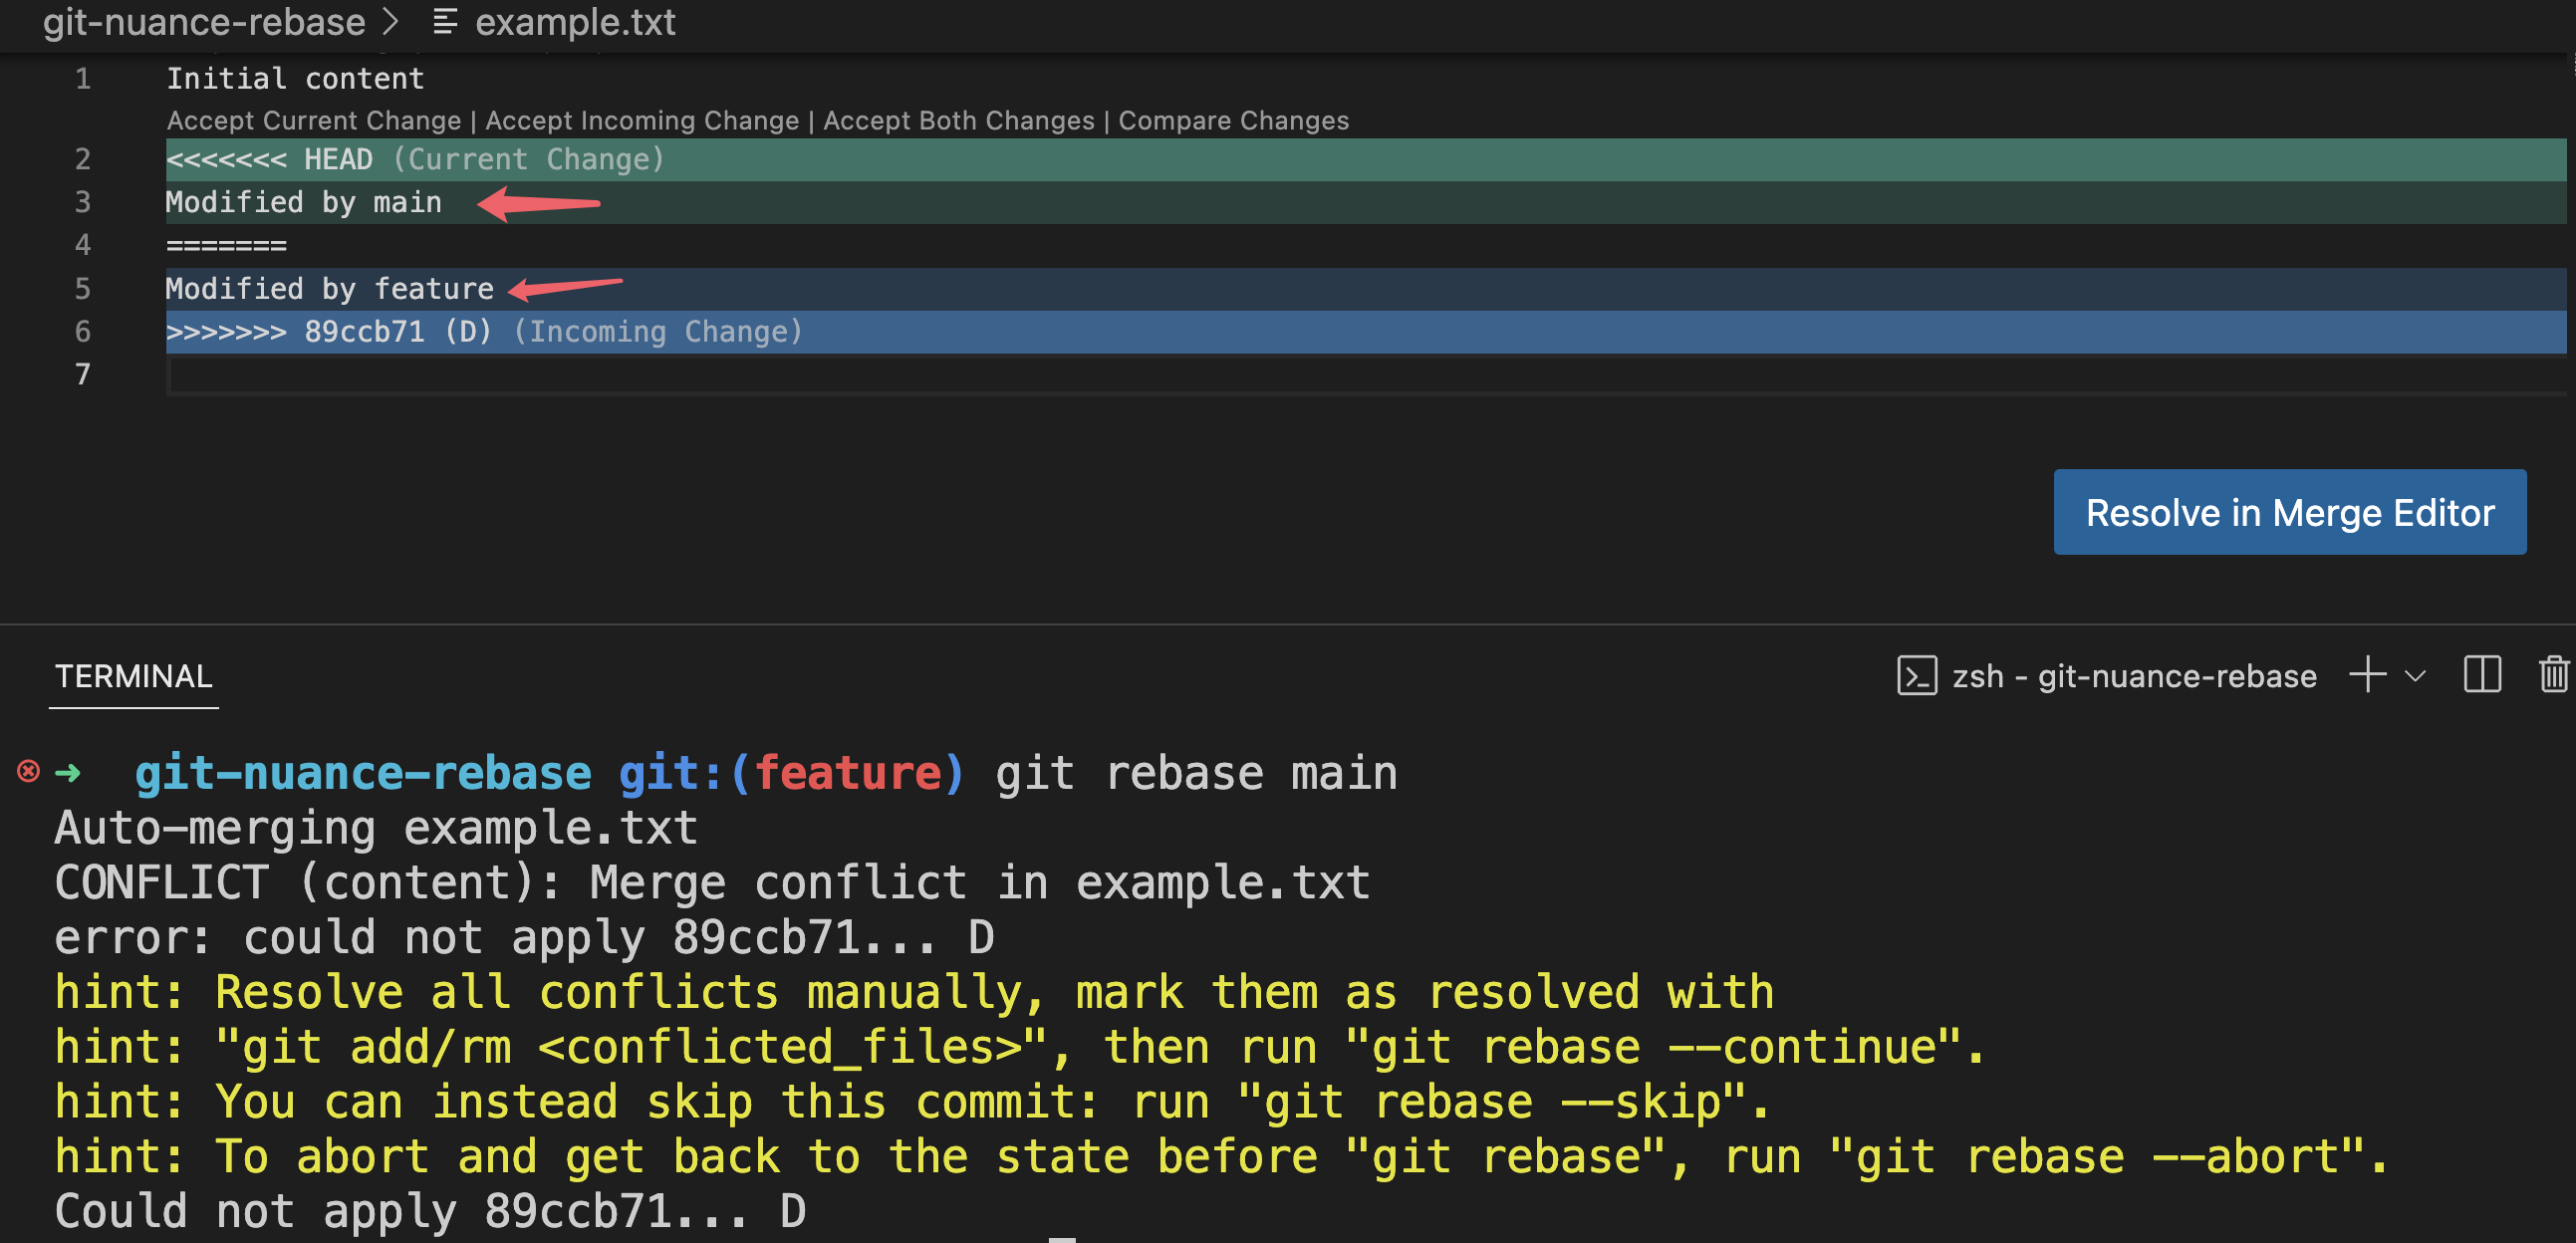 git-nuance-rebase > example.txt
1 Initial content
Accept Current Change | Accept Incoming Change | Accept Both Changes | Compare Changes
2 <<<<<<< HEAD (Current Change)
3 Modified by main
4 =======
5 Modified by feature
6 >>>>>>> 89ccb71 (D) (Incoming Change)
7
Resolve in Merge Editor
TERMINAL
zsh - git-nuance-rebase
➜ git-nuance-rebase git:(feature) git rebase main
Auto-merging example.txt
CONFLICT (content): Merge conflict in example.txt
error: could not apply 89ccb71... D
hint: Resolve all conflicts manually, mark them as resolved with
hint: "git add/rm <conflicted_files>", then run "git rebase --continue".
hint: You can instead skip this commit: run "git rebase --skip".
hint: To abort and get back to the state before "git rebase", run "git rebase --abort".
Could not apply 89ccb71... D